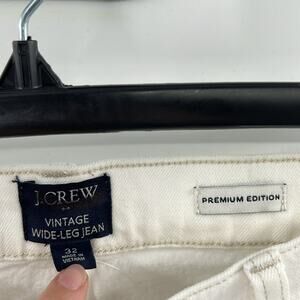 J.CREW
VINTAGE
WIDE-LEG JEAN
32
MADE IN
VIETNAM
PREMIUM EDITION